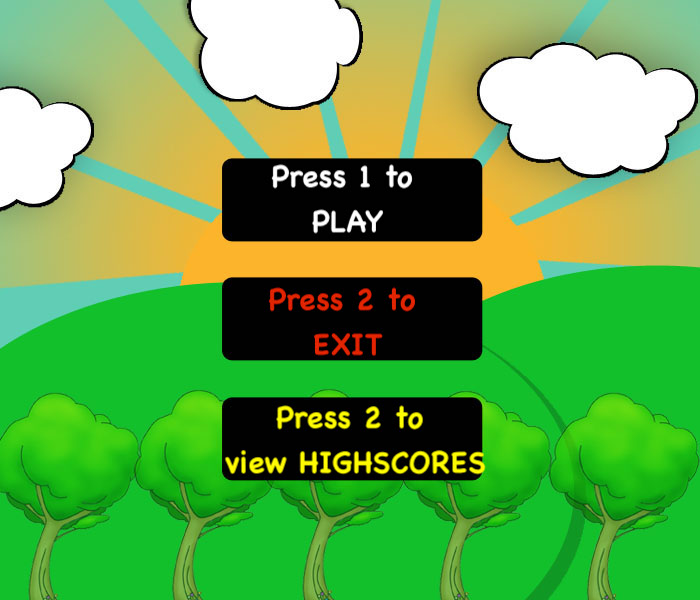 Press 1 to
PLAY
Press 2 to
EXIT
Press 2 to
view HIGHSCORES